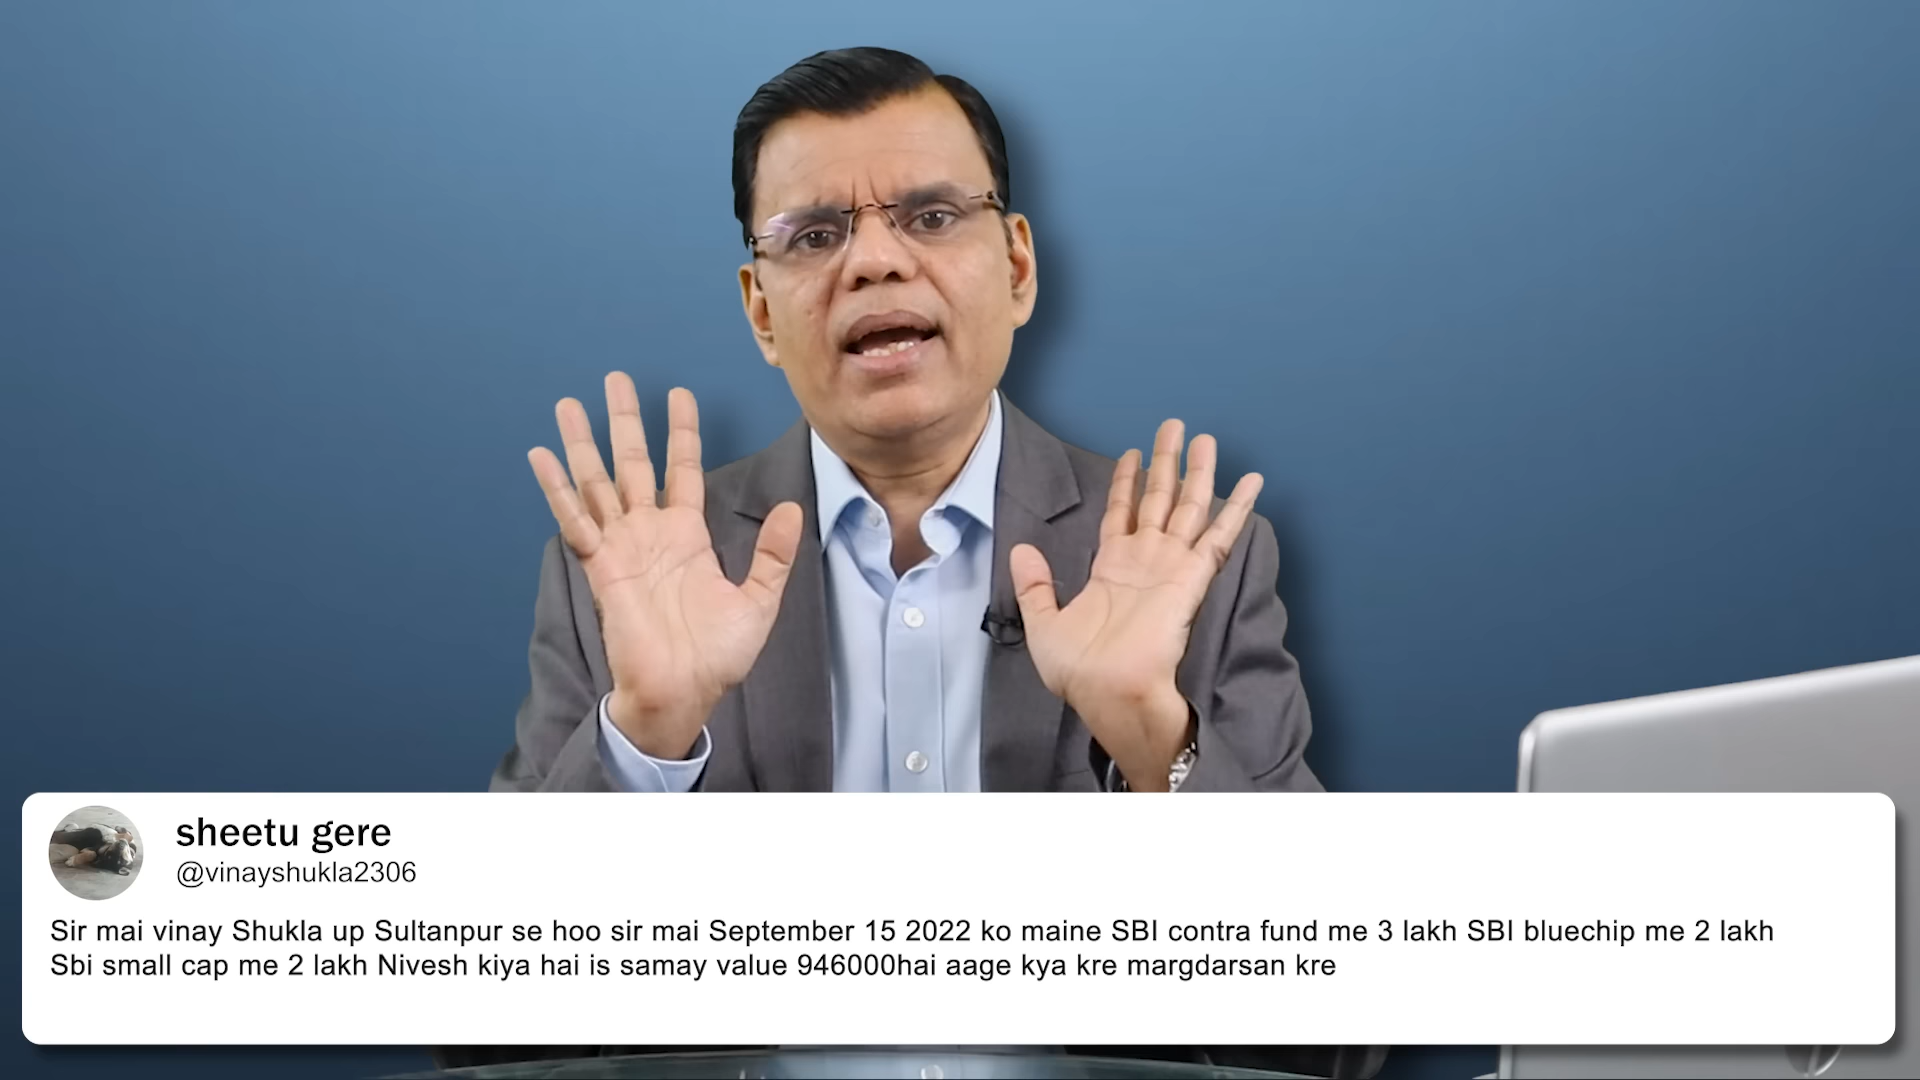 sheetu gere
@vinayshukla2306
Sir mai vinay Shukla up Sultanpur se hoo sir mai September 15 2022 ko maine SBI contra fund me 3 lakh SBI bluechip me 2 lakh
Sbi small cap me 2 lakh Nivesh kiya hai is samay value 946000hai aage kya kre margdarsan kre